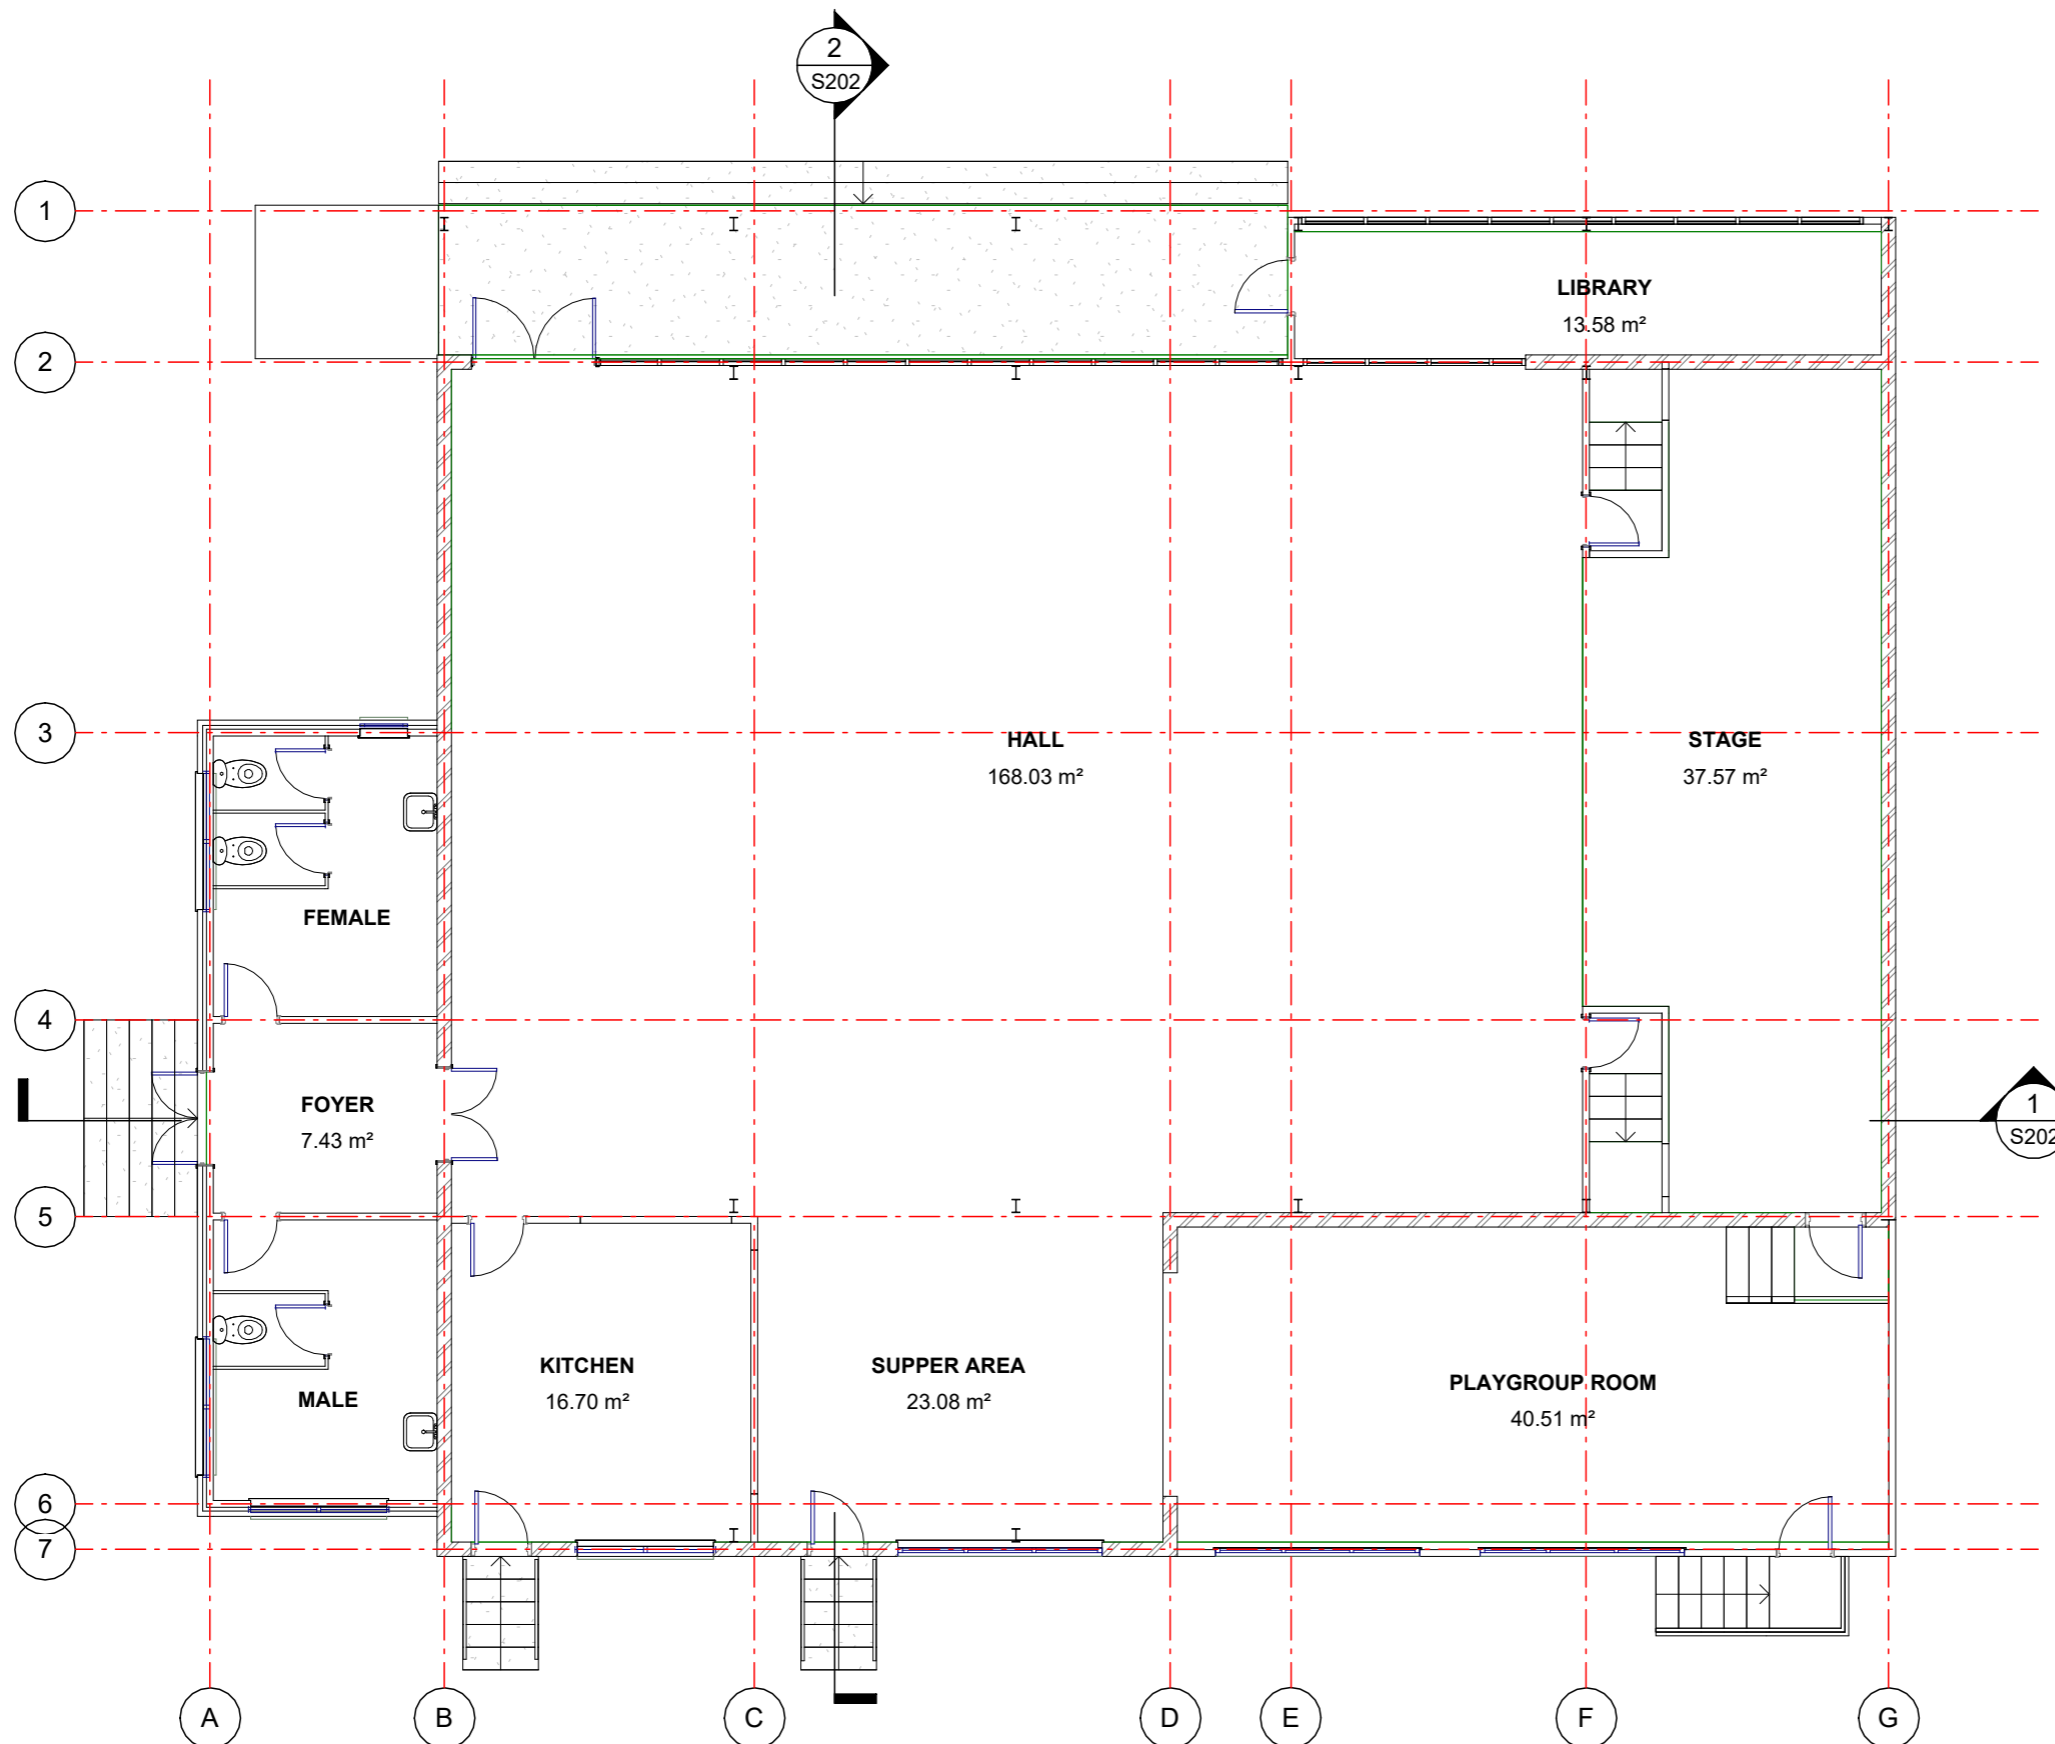 2
S202
1
2
LIBRARY
13.58 m²
3
HALL
168.03 m²
STAGE
37.57 m²
FEMALE
4
FOYER
7.43 m²
1
S202
5
KITCHEN
16.70 m²
SUPPER AREA
23.08 m²
PLAYGROUP ROOM
40.51 m²
MALE
6
7
A
B
C
D
E
F
G